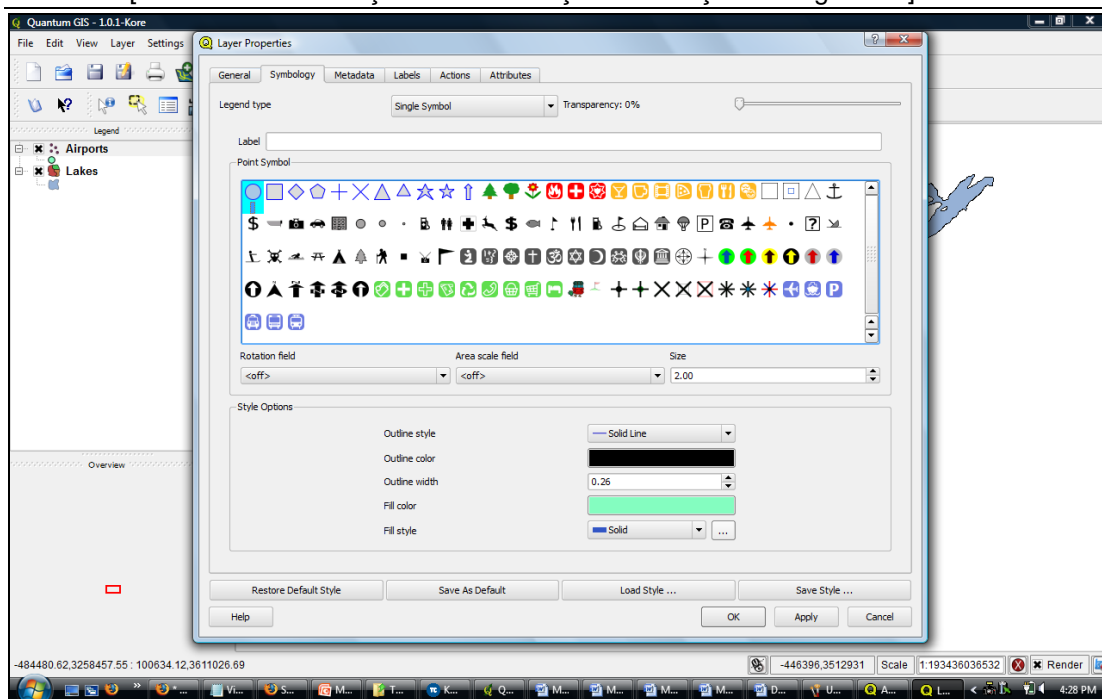 Quantum GIS - 1.0.1-Kore
File Edit View Layer Settings
Layer Properties
General Symbology Metadata Labels Actions Attributes
Legend type Single Symbol Transparency: 0%
Legend
Airports
Lakes
Label
Point Symbol
Rotation field Area scale field Size
<off> <off> 2.00
Style Options
Outline style Solid Line
Outline color
Outline width 0.26
Fill color
Fill style Solid ...
Overview
Restore Default Style Save As Default Load Style ... Save Style ...
Help OK Apply Cancel
-484480.62,3258457.55 : 100634.12,3611026.69 -446396,3512931 Scale 1:193436036532 Render
Vi... S... M... T... K... Q... M... M... M... M... D... U... A... L... 4:28 PM